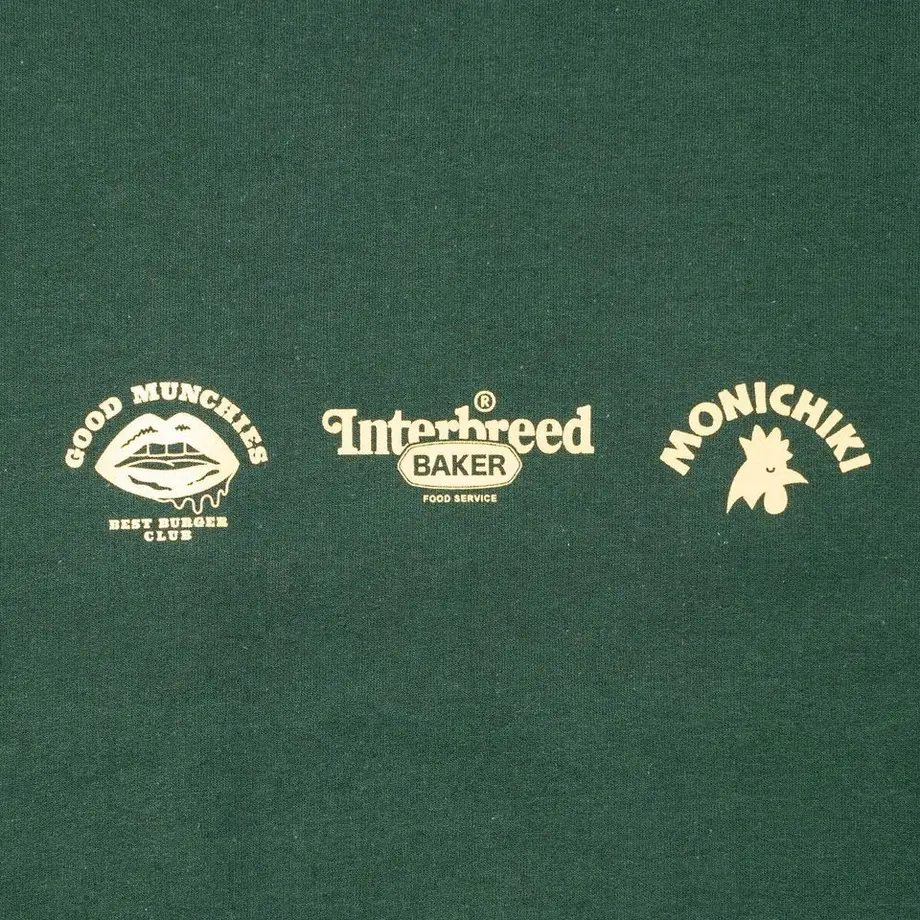 GOOD MUNCHIES
BEST BURGER
CLUB
Interbreed®
BAKER
FOOD SERVICE
MONICHIKI